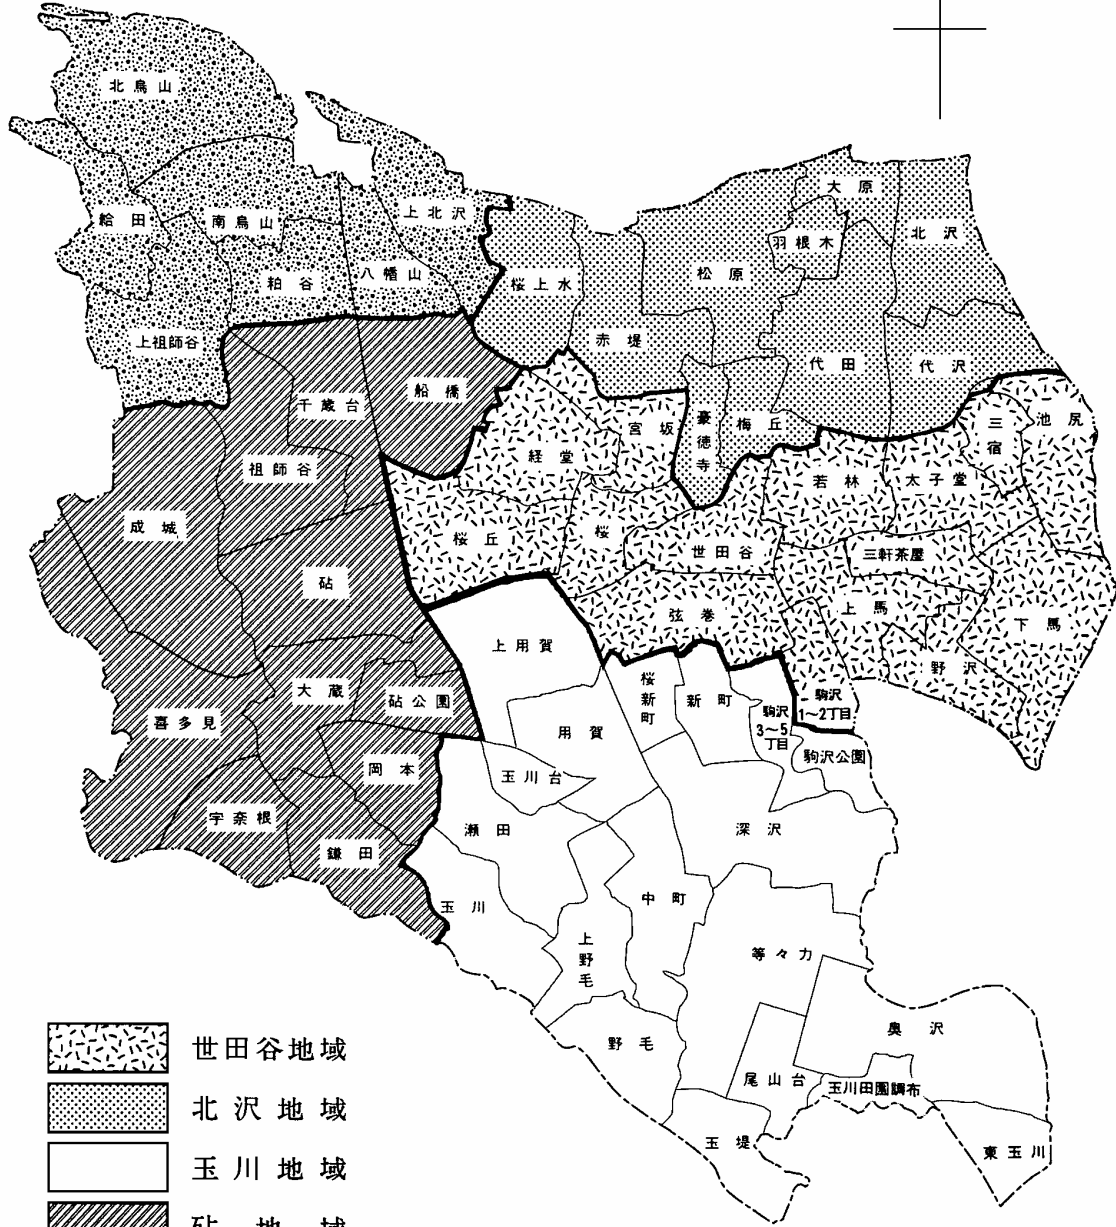 北烏山
大原
給田
南烏山
上北沢
羽根木
北沢
粕谷
八幡山
桜上水
松原
上祖師谷
赤堤
代田
代沢
千歳台
船橋
宮坂
豪徳寺
梅丘
三宿
池尻
祖師谷
経堂
若林
太子堂
成城
桜丘
桜
世田谷
三軒茶屋
砧
弦巻
上馬
下馬
上用賀
野沢
大蔵
砧公園
桜新町
新町
駒沢
1〜2丁目
駒沢
3〜5
丁目
喜多見
用賀
駒沢公園
岡本
玉川台
宇奈根
瀬田
深沢
鎌田
玉川
中町
上野毛
等々力
野毛
奥沢
尾山台
玉川田園調布
玉堤
東玉川
世田谷地域
北沢地域
玉川地域
砧地域